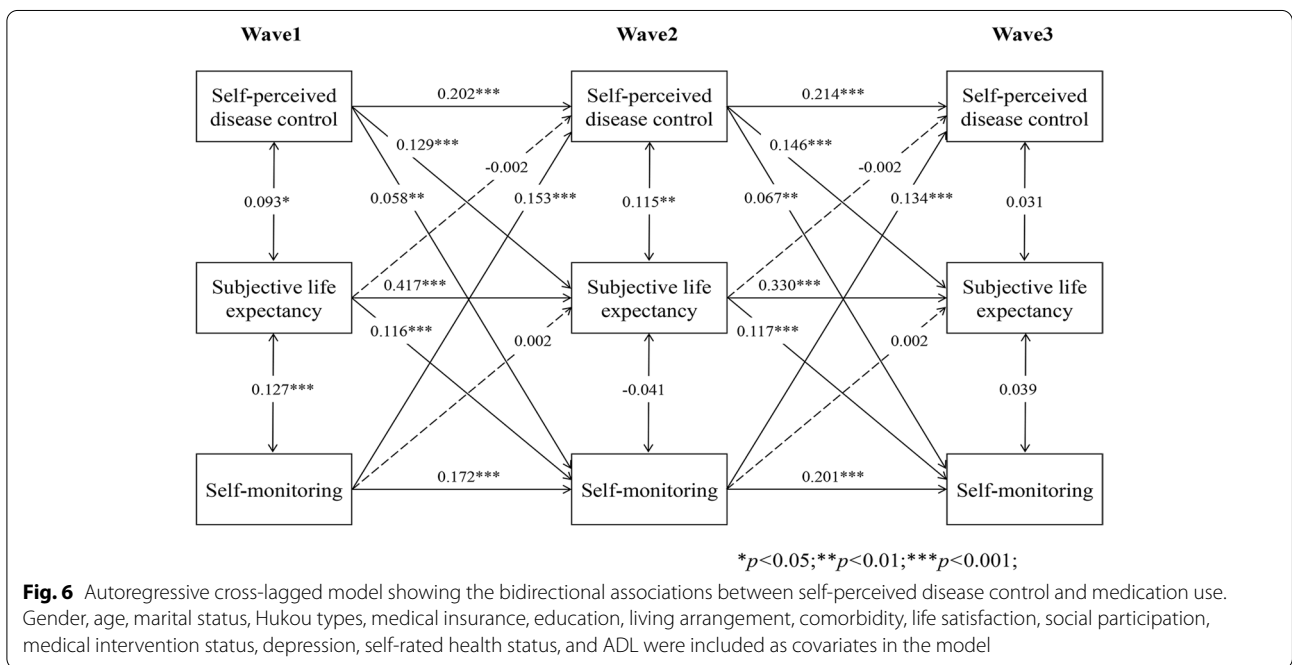 Wave1 Wave2 Wave3
Self-perceived Self-perceived Self-perceived
disease control disease control disease control
0.202*** 0.214***
0.129*** 0.146***
-0.002 -0.002
0.093* 0.058** 0.153*** 0.115** 0.067** 0.134*** 0.031
Subjective life Subjective life Subjective life
expectancy expectancy expectancy
0.417*** 0.330***
0.116*** 0.117***
0.002 0.002
0.127*** -0.041 0.039
Self-monitoring Self-monitoring Self-monitoring
0.172*** 0.201***
*p<0.05;**p<0.01;***p<0.001;
Fig. 6 Autoregressive cross-lagged model showing the bidirectional associations between self-perceived disease control and medication use.
Gender, age, marital status, Hukou types, medical insurance, education, living arrangement, comorbidity, life satisfaction, social participation,
medical intervention status, depression, self-rated health status, and ADL were included as covariates in the model